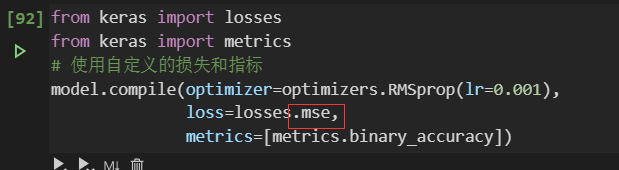 [92] from keras import losses
from keras import metrics
# 使用自定义的损失和指标
model.compile(optimizer=optimizers.RMSprop(lr=0.001),
loss=losses.mse,
metrics=[metrics.binary_accuracy])
M↓